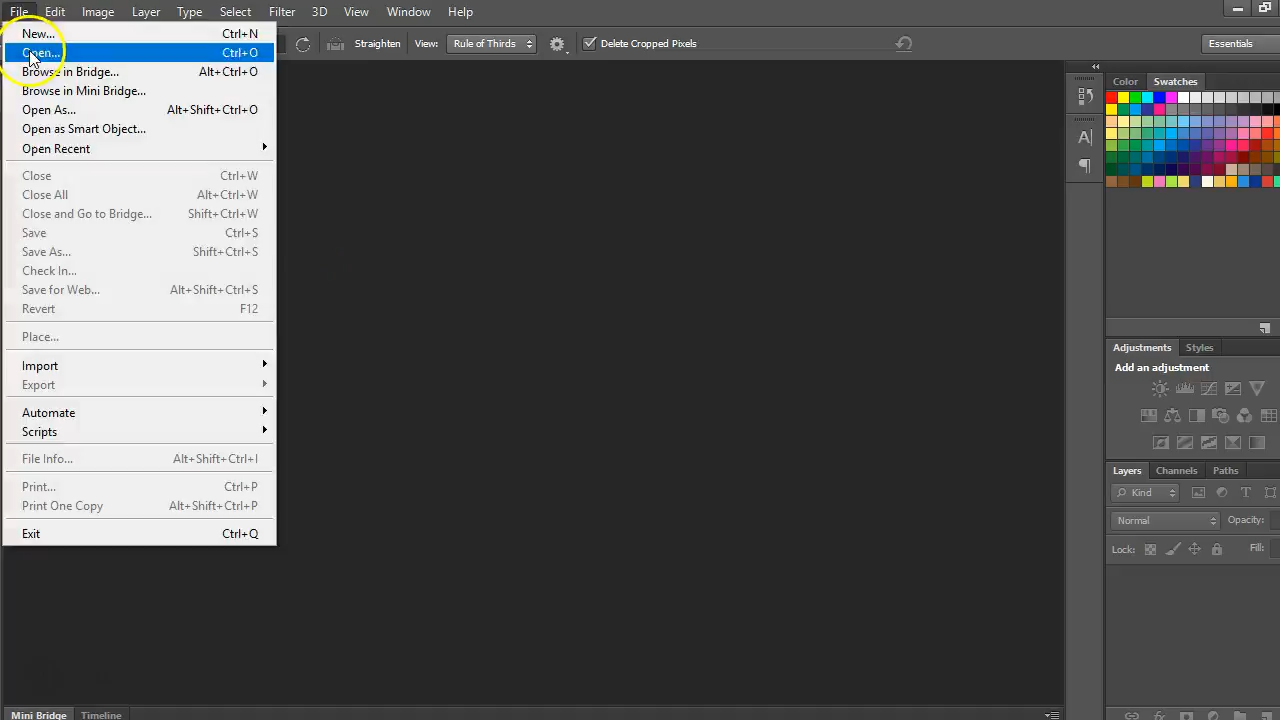 File Edit Image Layer Type Select Filter 3D View Window Help
Straighten View: Rule of Thirds Delete Cropped Pixels Essentials
New... Ctrl+N
Open... Ctrl+O
Browse in Bridge... Alt+Ctrl+O
Browse in Mini Bridge...
Open As... Alt+Shift+Ctrl+O
Open as Smart Object...
Open Recent
Close Ctrl+W
Close All Alt+Ctrl+W
Close and Go to Bridge... Shift+Ctrl+W
Save Ctrl+S
Save As... Shift+Ctrl+S
Check In...
Save for Web... Alt+Shift+Ctrl+S
Revert F12
Place...
Import
Export
Automate
Scripts
File Info... Alt+Shift+Ctrl+I
Print... Ctrl+P
Print One Copy Alt+Shift+Ctrl+P
Exit Ctrl+Q
Color Swatches
Adjustments Styles
Add an adjustment
Layers Channels Paths
Kind
Normal Opacity:
Lock: Fill:
Mini Bridge Timeline